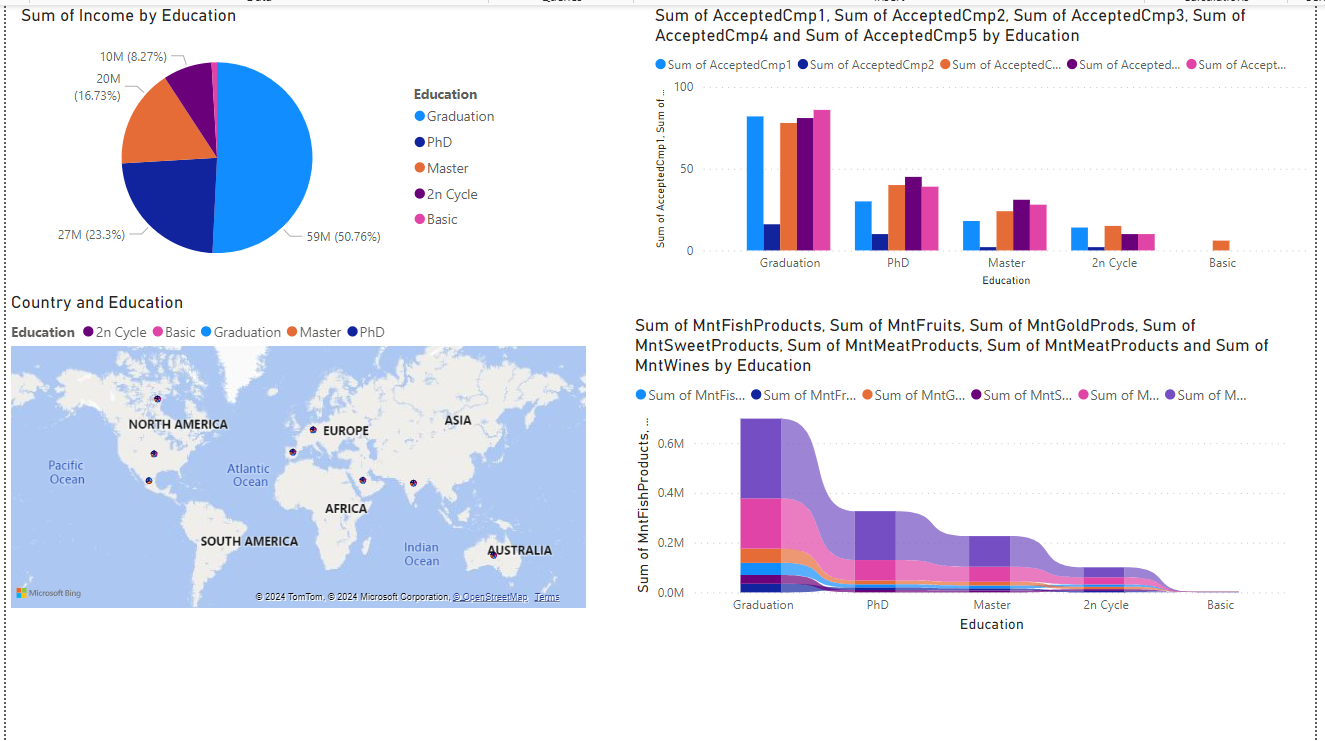 Sum of Income by Education
10M (8.27%)
20M
(16.73%)
27M (23.3%)
59M (50.76%)
Education
Graduation
PhD
Master
2n Cycle
Basic
Sum of AcceptedCmp1, Sum of AcceptedCmp2, Sum of AcceptedCmp3, Sum of
AcceptedCmp4 and Sum of AcceptedCmp5 by Education
Sum of AcceptedCmp1 Sum of AcceptedCmp2 Sum of AcceptedC... Sum of Accepted... Sum of Accept...
Sum of AcceptedCmp1, Sum of ...
100
50
0
Graduation PhD Master 2n Cycle Basic
Education
Country and Education
Education 2n Cycle Basic Graduation Master PhD
NORTH AMERICA
EUROPE
ASIA
Pacific
Ocean
Atlantic
Ocean
AFRICA
SOUTH AMERICA
Indian
Ocean
AUSTRALIA
Microsoft Bing
© 2024 TomTom, © 2024 Microsoft Corporation, © OpenStreetMap Terms
Sum of MntFishProducts, Sum of MntFruits, Sum of MntGoldProds, Sum of
MntSweetProducts, Sum of MntMeatProducts, Sum of MntMeatProducts and Sum of
MntWines by Education
Sum of MntFis... Sum of MntFr... Sum of MntG... Sum of MntS... Sum of M... Sum of M...
Sum of MntFishProducts, ...
0.6M
0.4M
0.2M
0.0M
Graduation PhD Master 2n Cycle Basic
Education